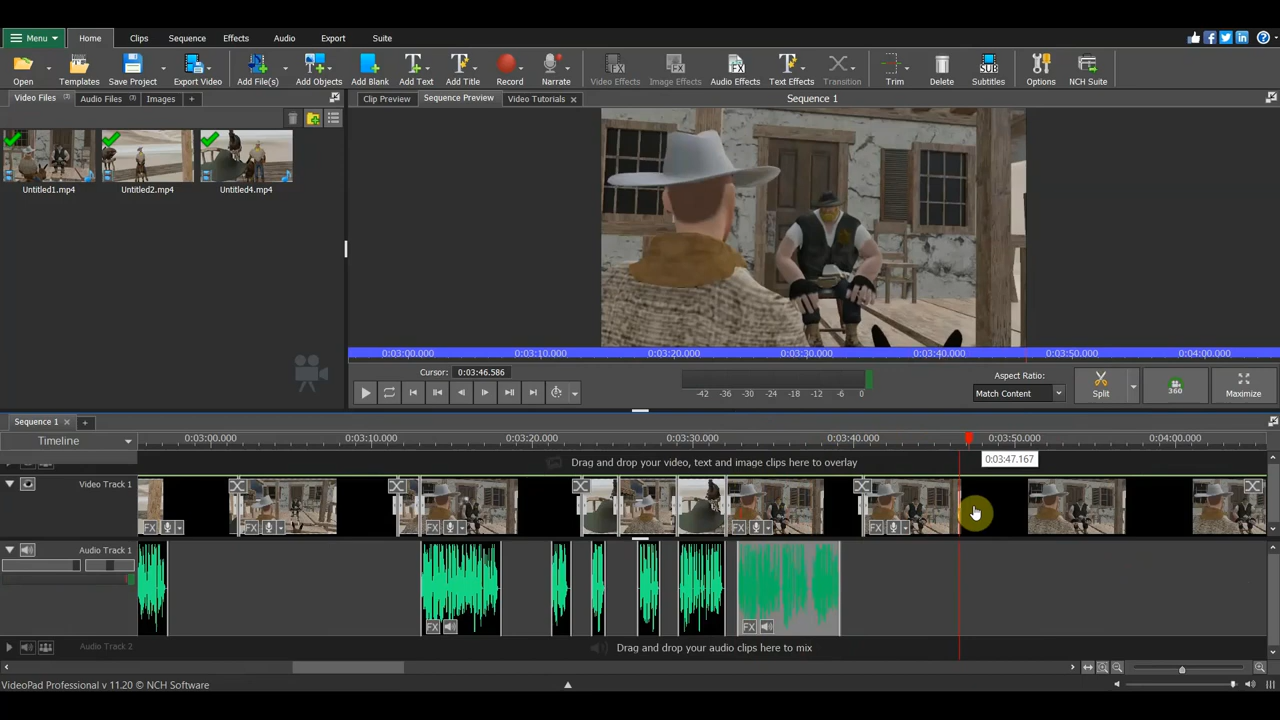 Menu Home Clips Sequence Effects Audio Export Suite
Open Templates Save Project Export Video Add File(s) Add Objects Add Blank Add Text Add Title Record Narrate Video Effects Image Effects Audio Effects Text Effects Transition Trim Delete Subtitles Options NCH Suite
Video Files (3) Audio Files (3) Images + Clip Preview Sequence Preview Video Tutorials Sequence 1
Untitled1.mp4 Untitled2.mp4 Untitled4.mp4
0:03:00.000 0:03:10.000 0:03:20.000 0:03:30.000 0:03:40.000 0:03:50.000 0:04:00.000
Cursor: 0:03:46.586
Aspect Ratio:
Match Content
-42 -36 -30 -24 -18 -12 -6 0
Split 360 Maximize
Sequence 1 × +
Timeline 0:03:00.000 0:03:10.000 0:03:20.000 0:03:30.000 0:03:40.000 0:03:50.000 0:04:00.000
0:03:47.167
Drag and drop your video, text and image clips here to overlay
Video Track 1
FX FX FX FX FX
Audio Track 1
FX FX
Audio Track 2 Drag and drop your audio clips here to mix
VideoPad Professional v 11.20 © NCH Software